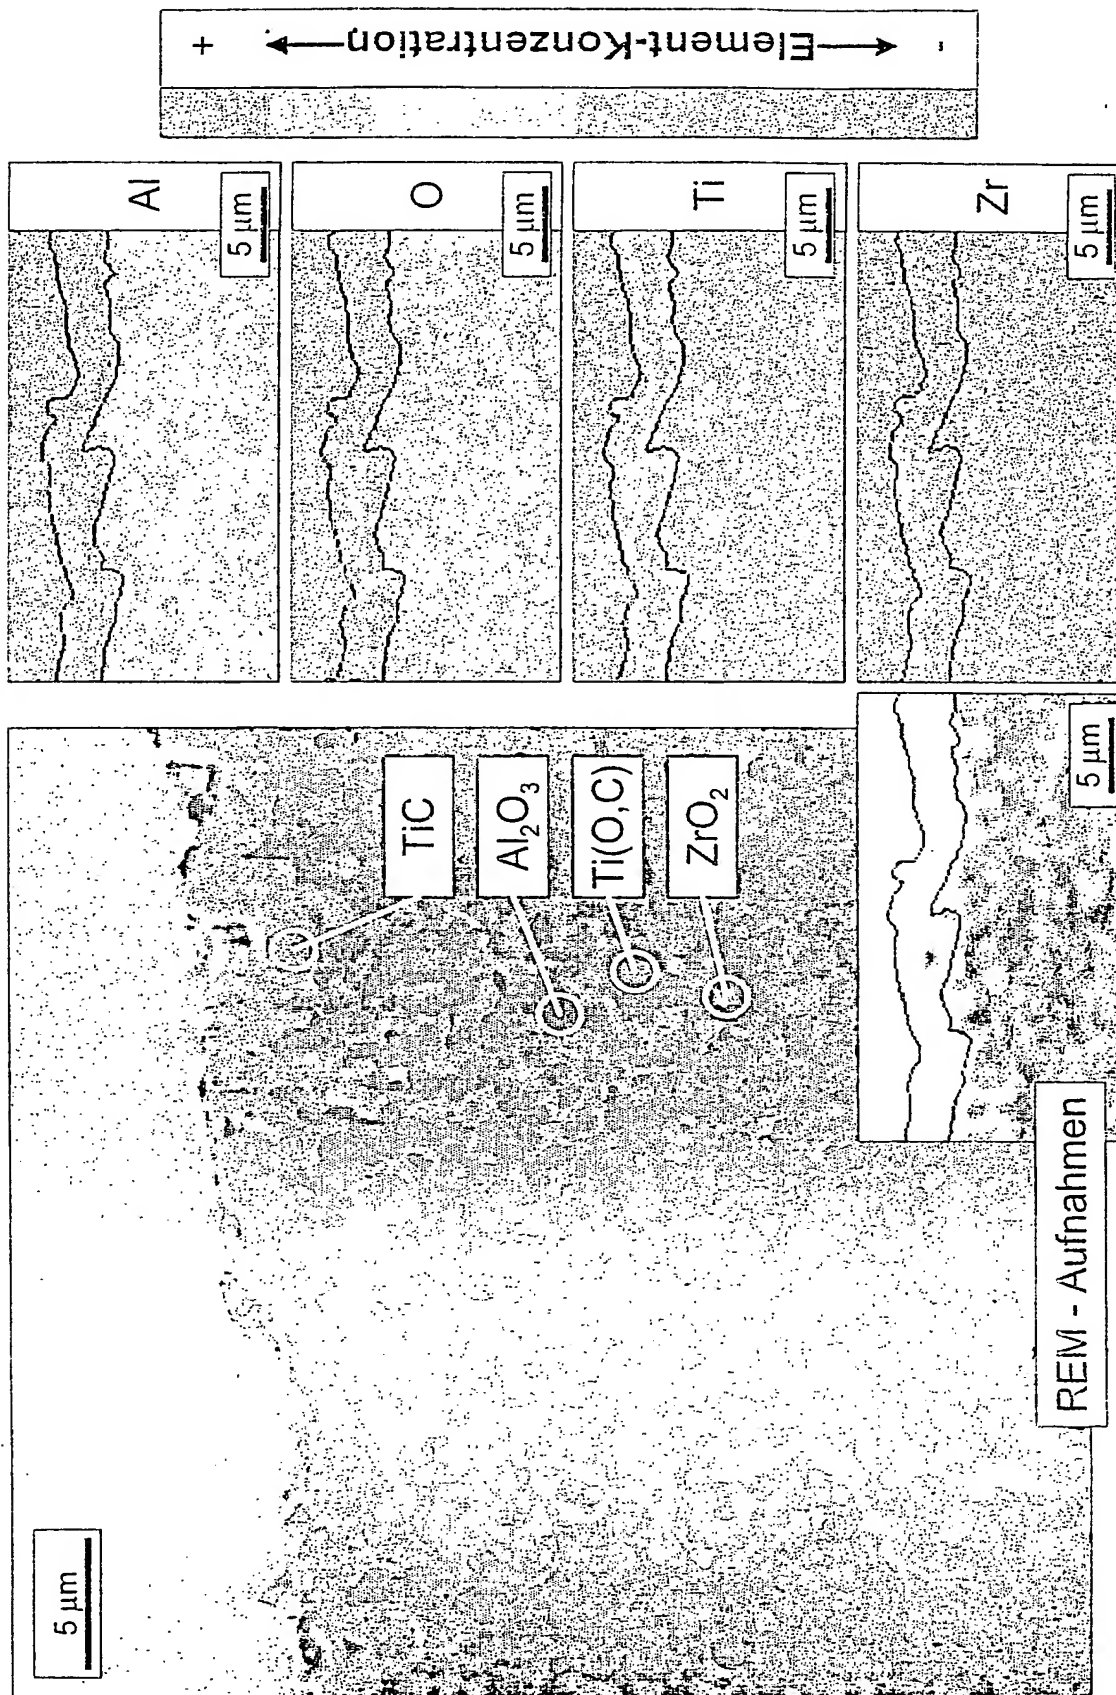 5 µm
TiC
Al₂O₃
Ti(O,C)
ZrO₂
REM - Aufnahmen
5 µm
Al
5 µm
O
5 µm
Ti
5 µm
Zr
5 µm
+
Element-Konzentration
-